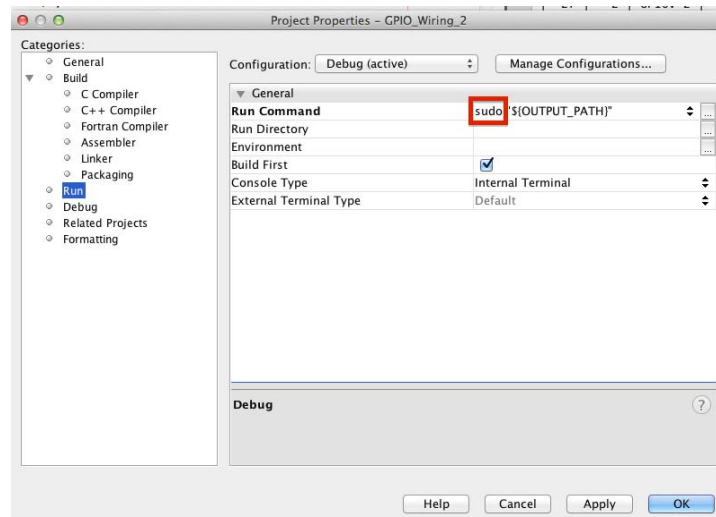 Project Properties – GPIO_Wiring_2
Categories:
General
Build
C Compiler
C++ Compiler
Fortran Compiler
Assembler
Linker
Packaging
Run
Debug
Related Projects
Formatting
Configuration: Debug (active) Manage Configurations...
General
Run Command sudo "${OUTPUT_PATH}" ...
Run Directory ...
Environment ...
Build First
Console Type Internal Terminal
External Terminal Type Default
Debug ?
Help Cancel Apply OK